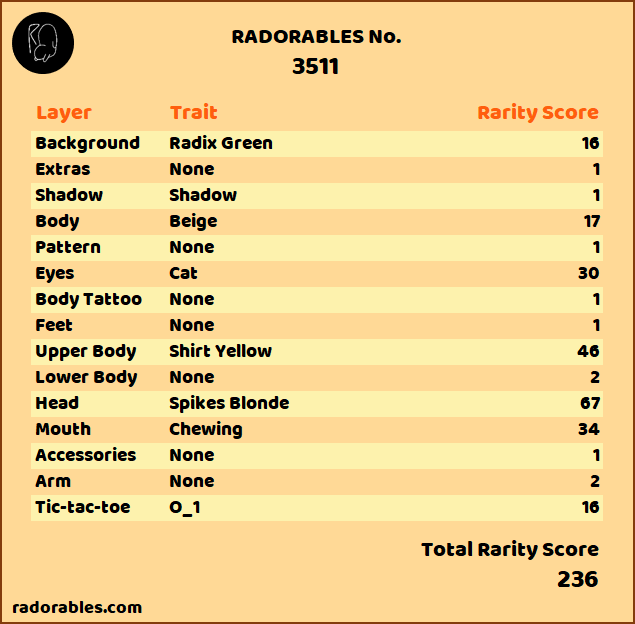 RADORABLES No.
3511
Layer Trait Rarity Score
Background Radix Green 16
Extras None 1
Shadow Shadow 1
Body Beige 17
Pattern None 1
Eyes Cat 30
Body Tattoo None 1
Feet None 1
Upper Body Shirt Yellow 46
Lower Body None 2
Head Spikes Blonde 67
Mouth Chewing 34
Accessories None 1
Arm None 2
Tic-tac-toe O_1 16
Total Rarity Score
236
radorables.com